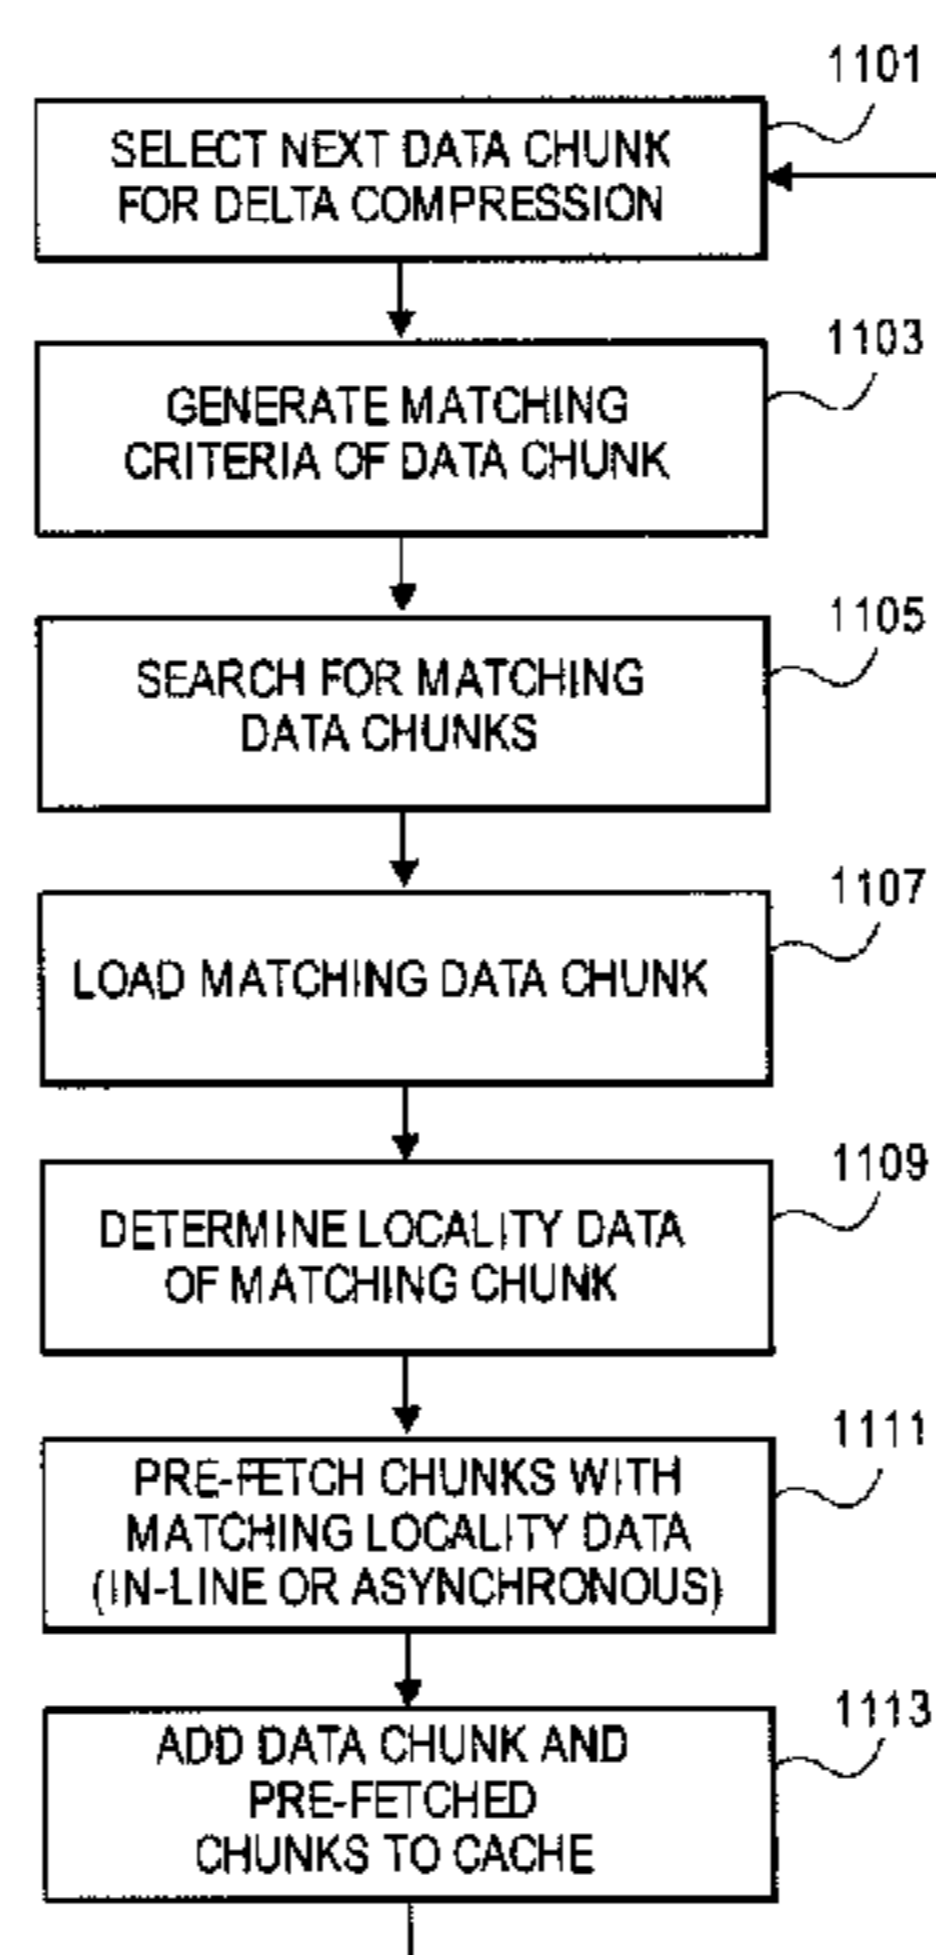 1101
SELECT NEXT DATA CHUNK
FOR DELTA COMPRESSION
1103
GENERATE MATCHING
CRITERIA OF DATA CHUNK
1105
SEARCH FOR MATCHING
DATA CHUNKS
1107
LOAD MATCHING DATA CHUNK
1109
DETERMINE LOCALITY DATA
OF MATCHING CHUNK
1111
PRE-FETCH CHUNKS WITH
MATCHING LOCALITY DATA
(IN-LINE OR ASYNCHRONOUS)
1113
ADD DATA CHUNK AND
PRE-FETCHED
CHUNKS TO CACHE